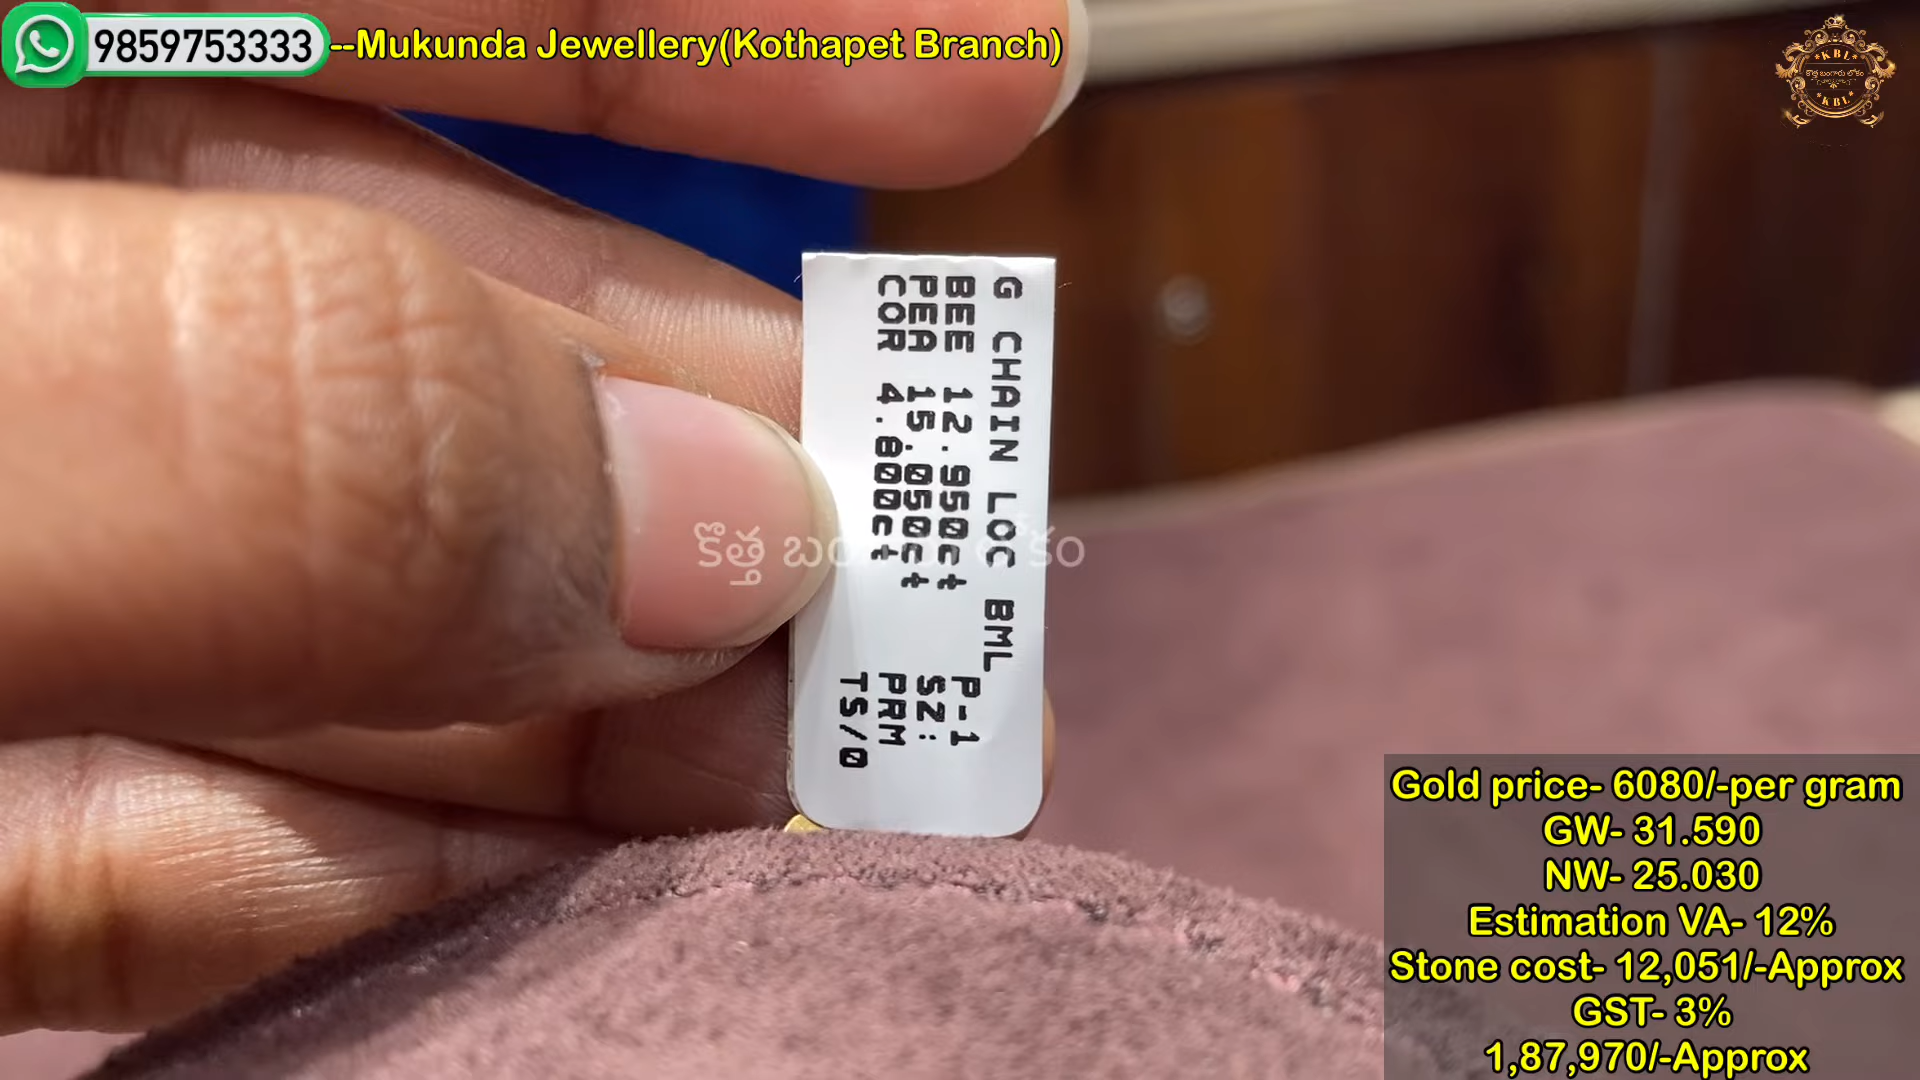 9859753333 --Mukunda Jewellery(Kothapet Branch)
KBL
కొత్త బంగారు లోకం
KBL
G CHAIN LOC BML
BEE 12.950ct P-1
PEA 15.050ct SZ:
COR 4.800ct PRM
TS/0
కొత్త బంగారు లోకం
Gold price- 6080/-per gram
GW- 31.590
NW- 25.030
Estimation VA- 12%
Stone cost- 12,051/-Approx
GST- 3%
1,87,970/-Approx